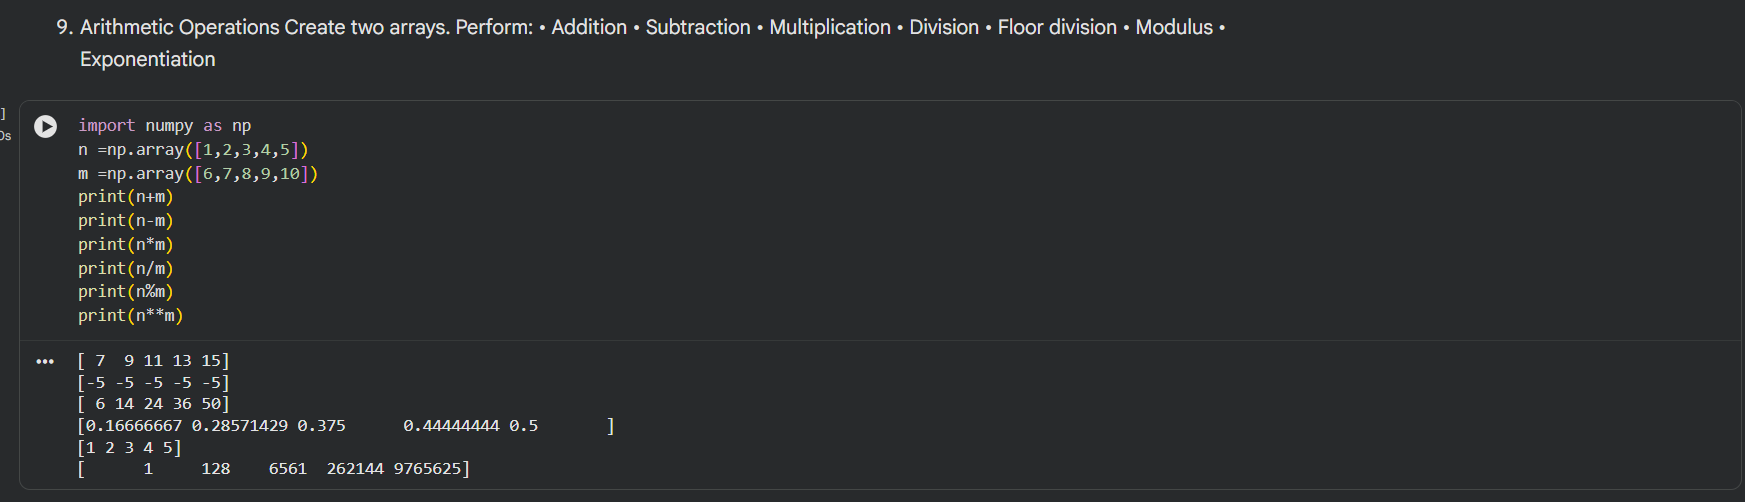 9. Arithmetic Operations Create two arrays. Perform: • Addition • Subtraction • Multiplication • Division • Floor division • Modulus •
Exponentiation
]
0s
import numpy as np
n =np.array([1,2,3,4,5])
m =np.array([6,7,8,9,10])
print(n+m)
print(n-m)
print(n*m)
print(n/m)
print(n%m)
print(n**m)
[ 7  9 11 13 15]
[-5 -5 -5 -5 -5]
[ 6 14 24 36 50]
[0.16666667 0.28571429 0.375      0.44444444 0.5       ]
[1 2 3 4 5]
[      1     128    6561  262144 9765625]